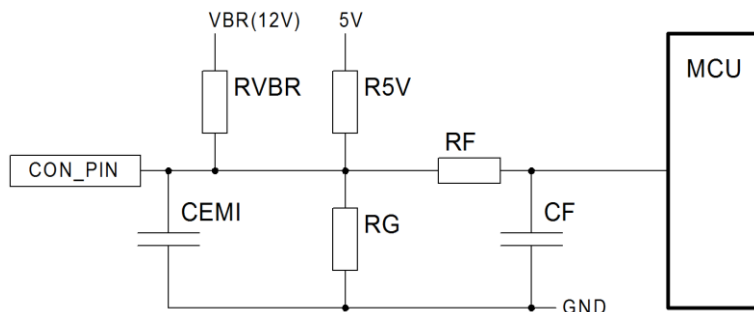 VBR(12V) 5V
MCU
RVBR R5V
RF
CON_PIN
CEMI RG CF
GND